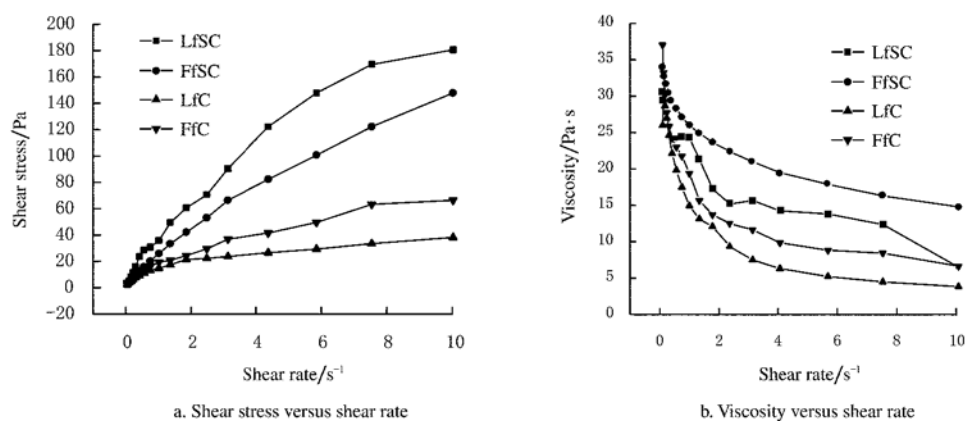 200
180
160
140
120
100
80
60
40
20
0
−20
Shear stress/Pa
LfSC
FfSC
LfC
FfC
0 2 4 6 8 10
Shear rate/s⁻¹
a. Shear stress versus shear rate
40
35
30
25
20
15
10
5
0
Viscosity/Pa·s
LfSC
FfSC
LfC
FfC
0 2 4 6 8 10
Shear rate/s⁻¹
b. Viscosity versus shear rate